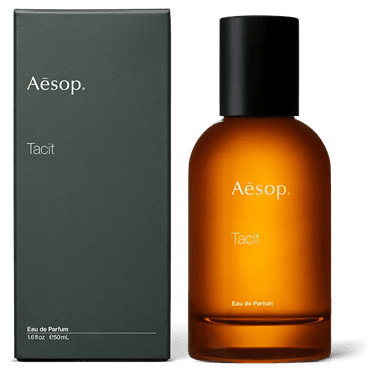 Aēsop.
Tacit
Eau de Parfum
1.6 fl oz ℮50 mL
Aēsop.
Tacit
Eau de Parfum